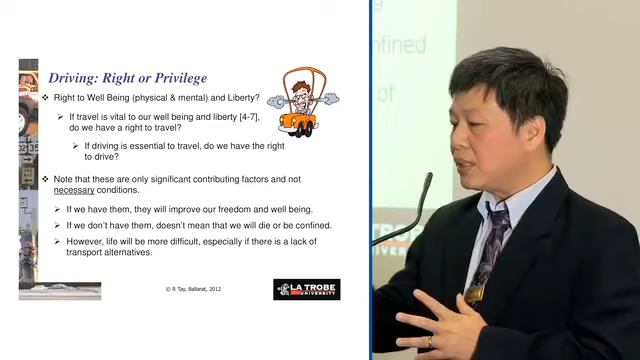 Driving: Right or Privilege
❖ Right to Well Being (physical & mental) and Liberty?
➢ If travel is vital to our well being and liberty [4-7],
do we have a right to travel?
➢ If driving is essential to travel, do we have the right
to drive?
❖ Note that these are only significant contributing factors and not
necessary conditions.
➢ If we have them, they will improve our freedom and well being.
➢ If we don't have them, doesn't mean that we will die or be confined.
➢ However, life will be more difficult, especially if there is a lack of
transport alternatives.
© R Tay, Ballarat, 2012
LA TROBE
UNIVERSITY
nfined
of
A TROBE
UNIVERSITY